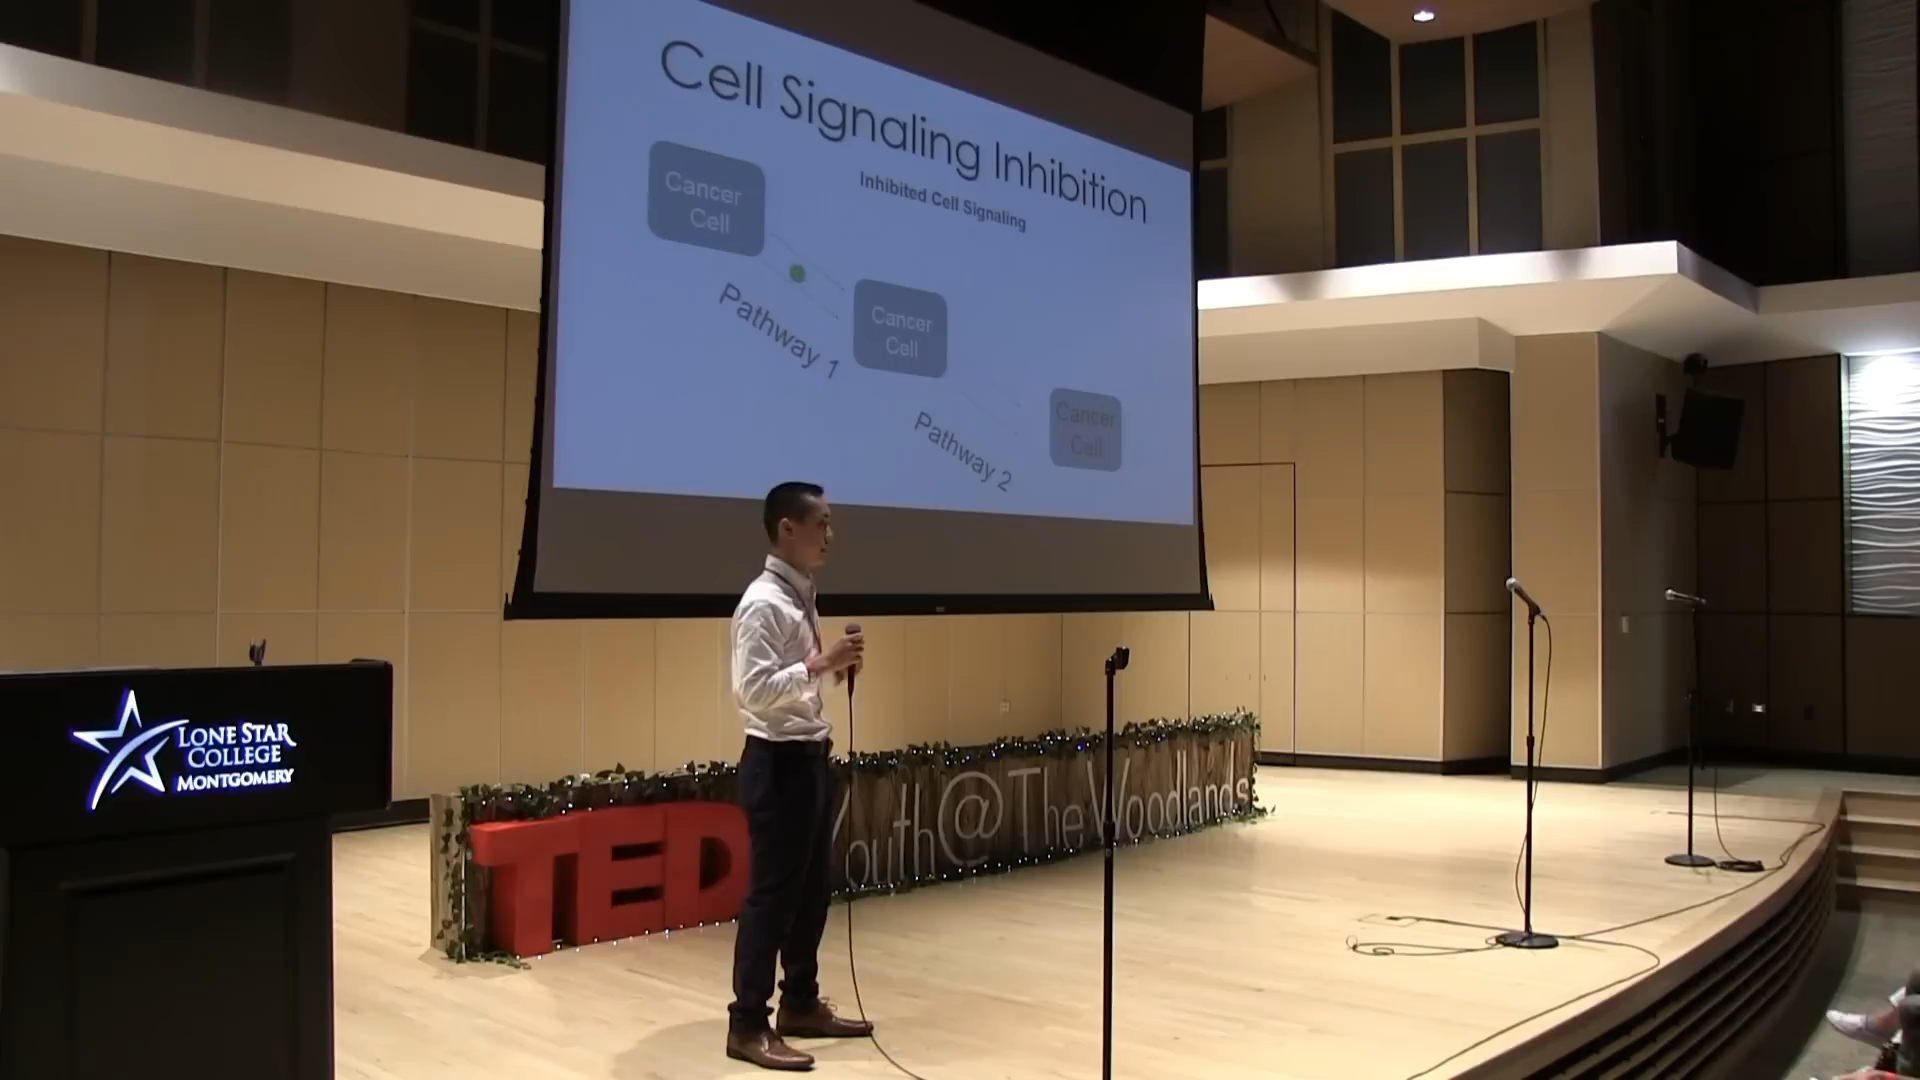 Cell Signaling Inhibition
Inhibited Cell Signaling
Cancer
Cell
Pathway 1
Cancer
Cell
Pathway 2
Cancer
Cell
LONE STAR
COLLEGE
MONTGOMERY
TED
outh@TheWoodlands